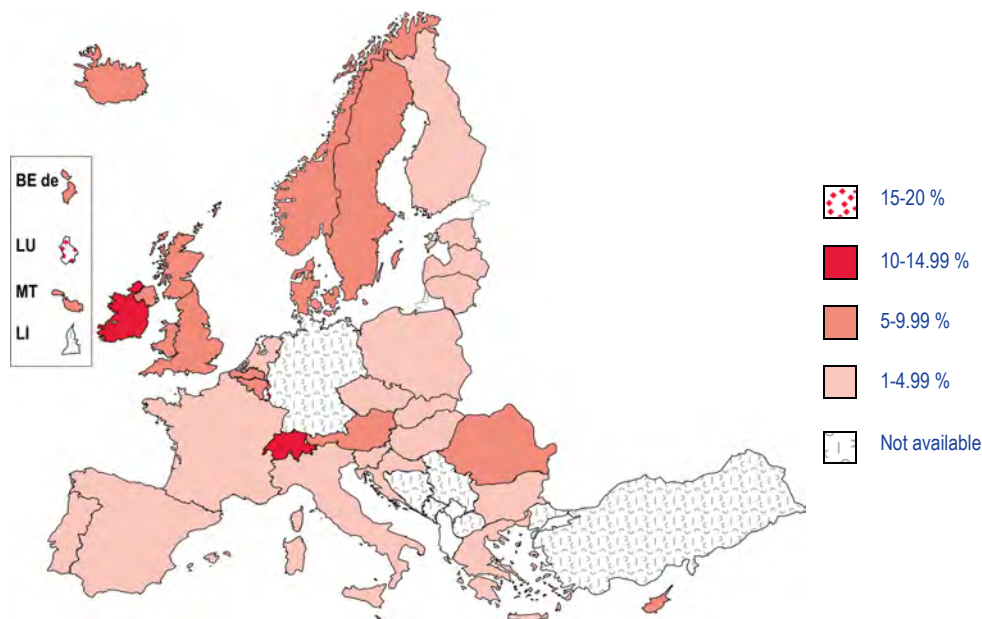 BE de
LU
MT
LI
15-20 %
10-14.99 %
5-9.99 %
1-4.99 %
Not available